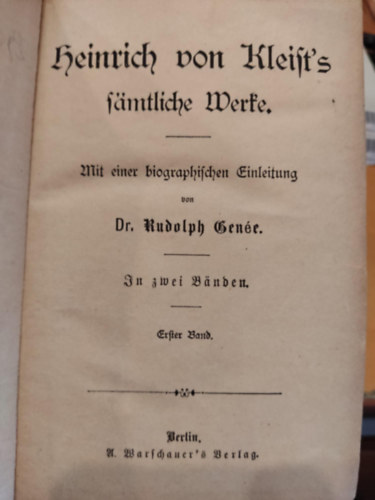 Heinrich von Kleiſt's
ſämtliche Werke.
Mit einer biographiſchen Einleitung
von
Dr. Rudolph Genée.
In zwei Bänden.
Erſter Band.
Berlin.
A. Warſchauer's Verlag.